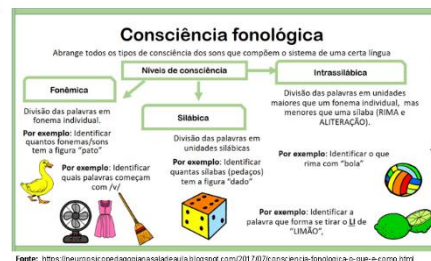 Consciência fonológica
Abrange todos os tipos de consciência dos sons que compõem o sistema de uma certa língua
Níveis de consciência
Fonêmica
Divisão das palavras em
fonema individual.
Por exemplo: Identificar
quantos fonemas/sons
tem a figura "pato"
Por exemplo: Identificar
quais palavras começam
com /v/
Silábica
Divisão das palavras em
unidades silábicas
Por exemplo: Identificar
quantas sílabas (pedaços)
tem a figura "dado"
Intrassilábica
Divisão das palavras em unidades
maiores que um fonema individual, mas
menores que uma sílaba (RIMA e
ALITERAÇÃO).
Por exemplo: Identificar o que
rima com "bola"
Por exemplo: Identificar a
palavra que forma se tirar o LI de
"LIMÃO",
Fonte: https://neuropsicopedagogianasaladeaula.blogspot.com/2017/07/consciencia-fonologica-o-que-e-como.html